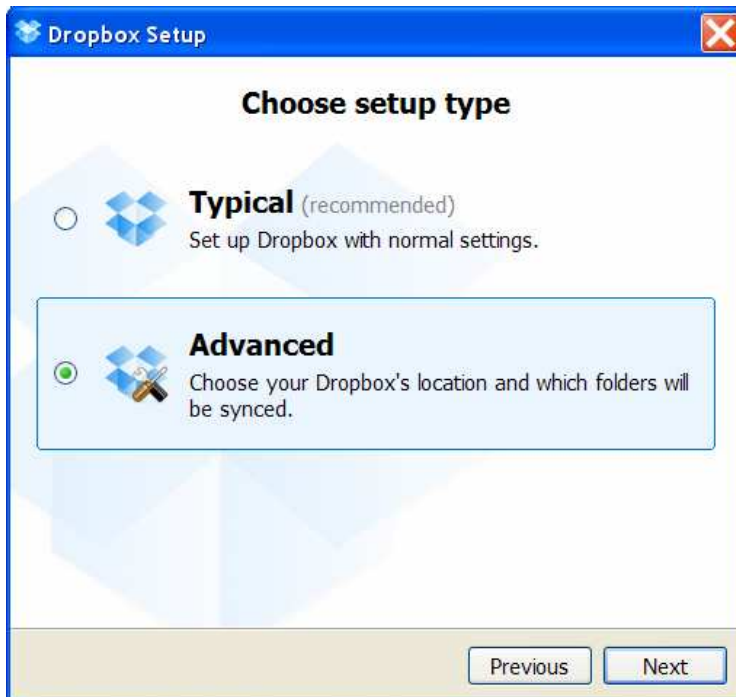 Dropbox Setup
Choose setup type
Typical (recommended)
Set up Dropbox with normal settings.
Advanced
Choose your Dropbox's location and which folders will
be synced.
Previous
Next